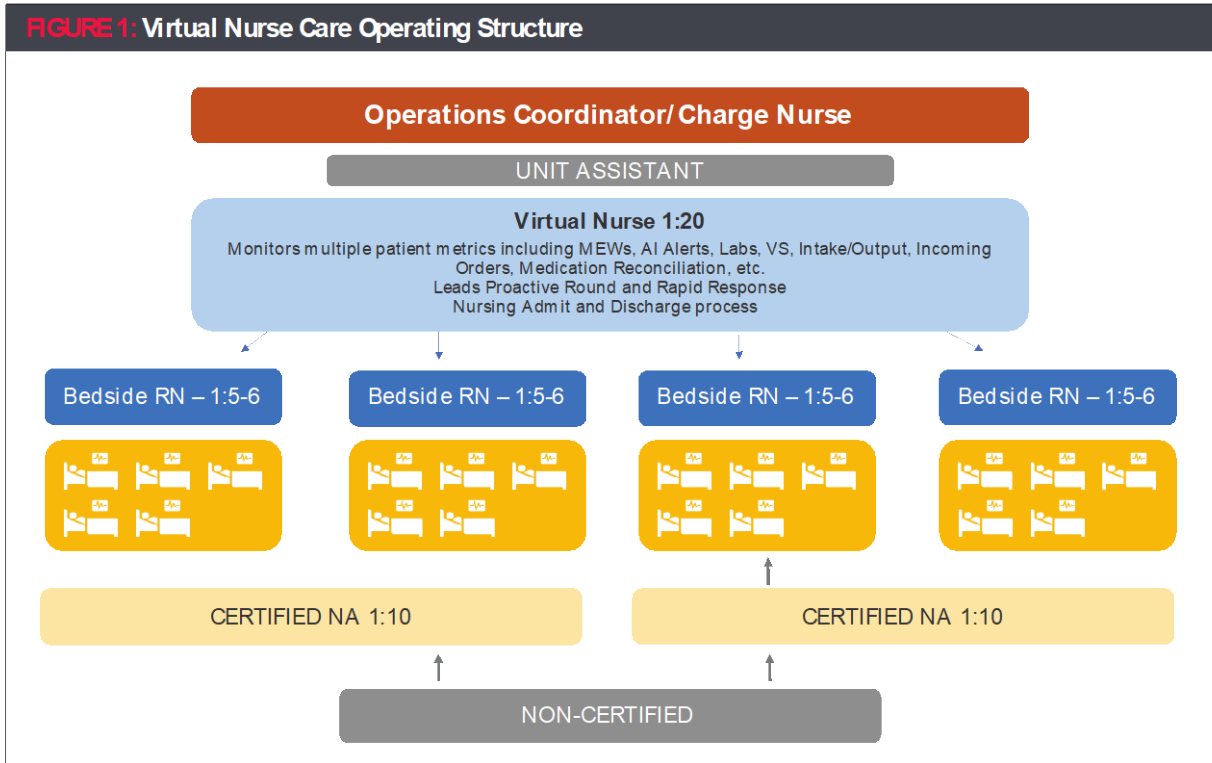 FIGURE 1: Virtual Nurse Care Operating Structure
Operations Coordinator/ Charge Nurse
UNIT ASSISTANT
Virtual Nurse 1:20
Monitors multiple patient metrics including MEWs, AI Alerts, Labs, VS, Intake/Output, Incoming
Orders, Medication Reconciliation, etc.
Leads Proactive Round and Rapid Response
Nursing Admit and Discharge process
Bedside RN – 1:5-6
Bedside RN – 1:5-6
Bedside RN – 1:5-6
Bedside RN – 1:5-6
CERTIFIED NA 1:10
CERTIFIED NA 1:10
NON-CERTIFIED